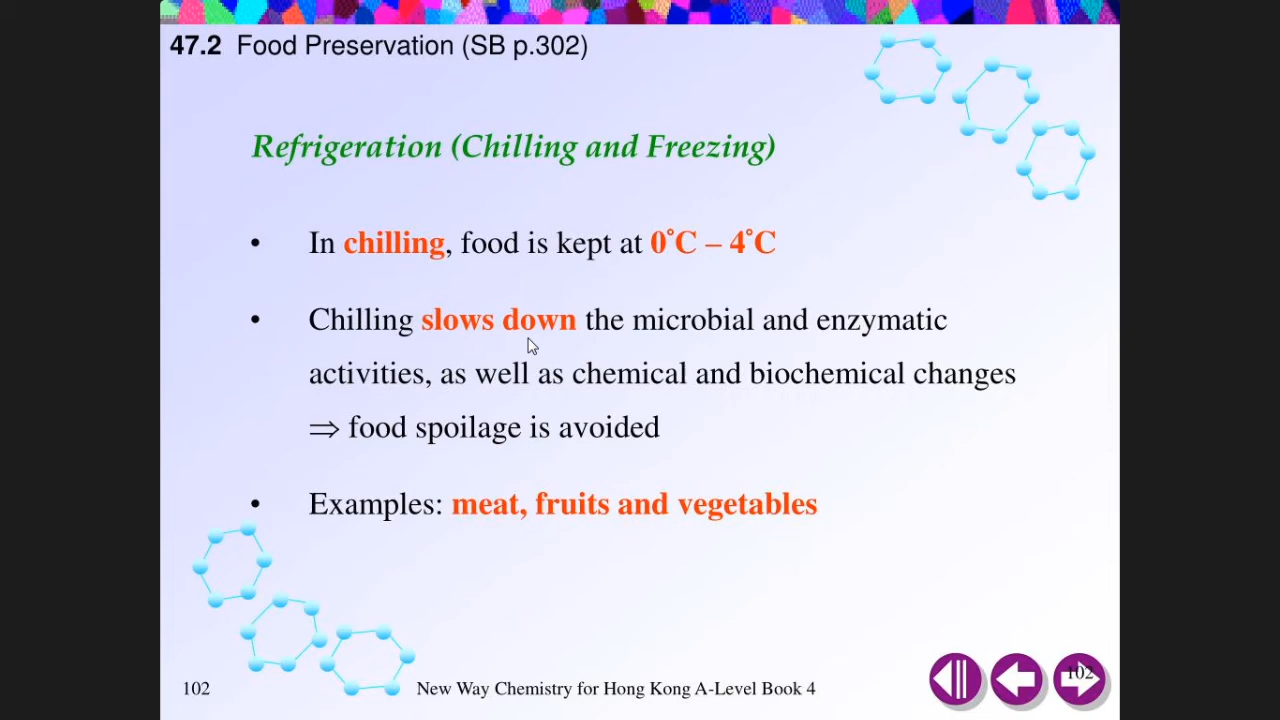 47.2 Food Preservation (SB p.302)
Refrigeration (Chilling and Freezing)
• In chilling, food is kept at 0˚C – 4˚C
• Chilling slows down the microbial and enzymatic
activities, as well as chemical and biochemical changes
⇒ food spoilage is avoided
• Examples: meat, fruits and vegetables
102
New Way Chemistry for Hong Kong A-Level Book 4
102